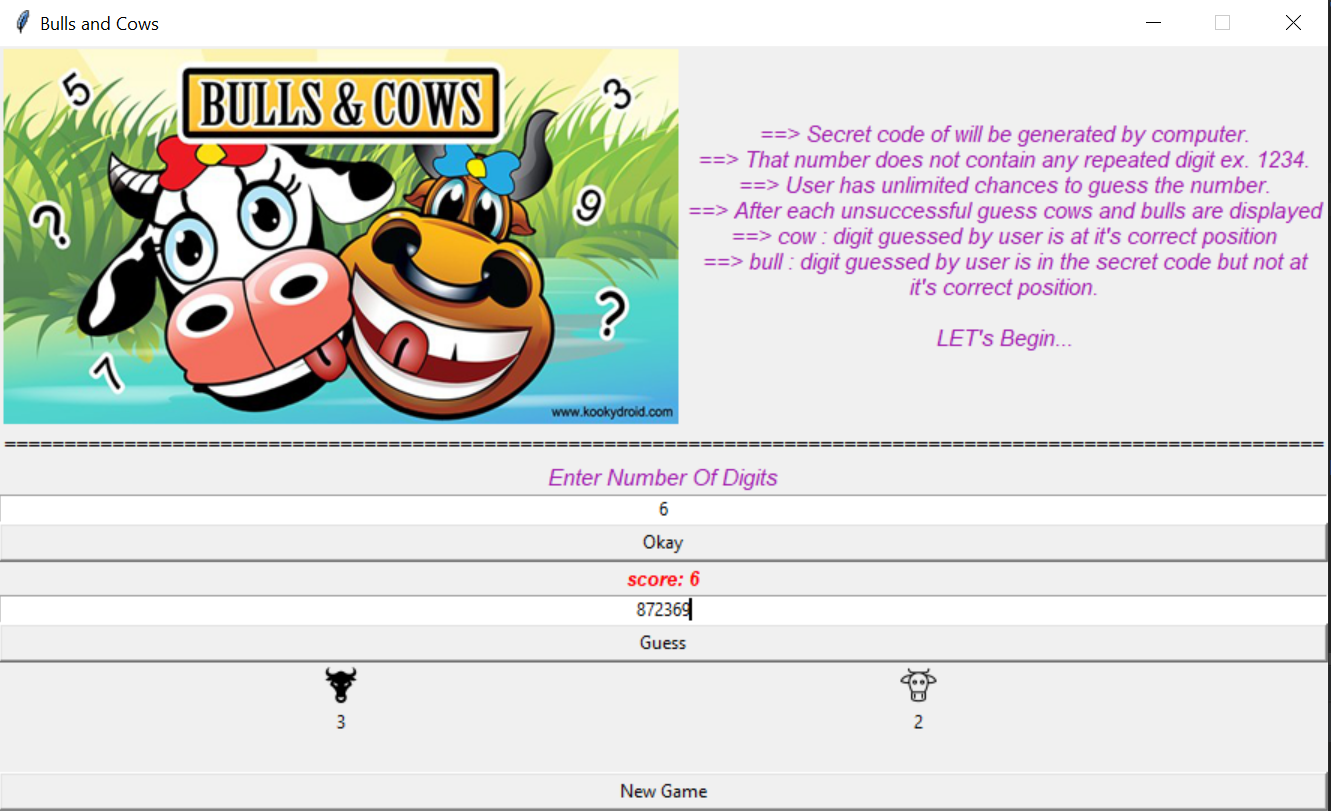 Bulls and Cows
BULLS & COWS
5
3
?
9
?
7
www.kookydroid.com
==> Secret code of will be generated by computer.
==> That number does not contain any repeated digit ex. 1234.
==> User has unlimited chances to guess the number.
==> After each unsuccessful guess cows and bulls are displayed
==> cow : digit guessed by user is at it's correct position
==> bull : digit guessed by user is in the secret code but not at
it's correct position.
LET's Begin...
==============================================================================================================
Enter Number Of Digits
6
Okay
score: 6
872369
Guess
3 2
New Game